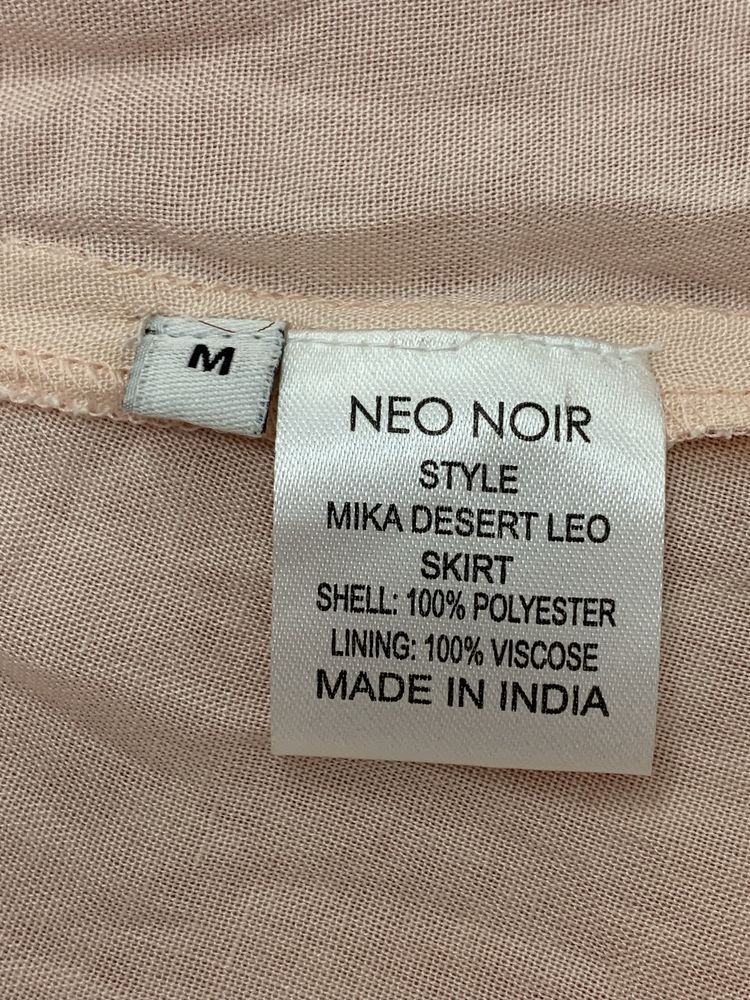 M
NEO NOIR
STYLE
MIKA DESERT LEO
SKIRT
SHELL: 100% POLYESTER
LINING: 100% VISCOSE
MADE IN INDIA